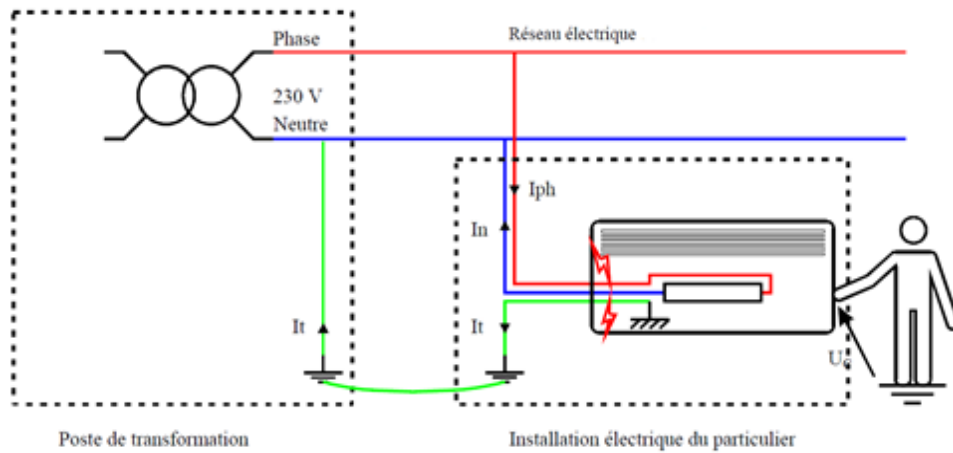 Phase
Réseau électrique
230 V
Neutre
Iph
In
It
It
Uc
Poste de transformation
Installation électrique du particulier